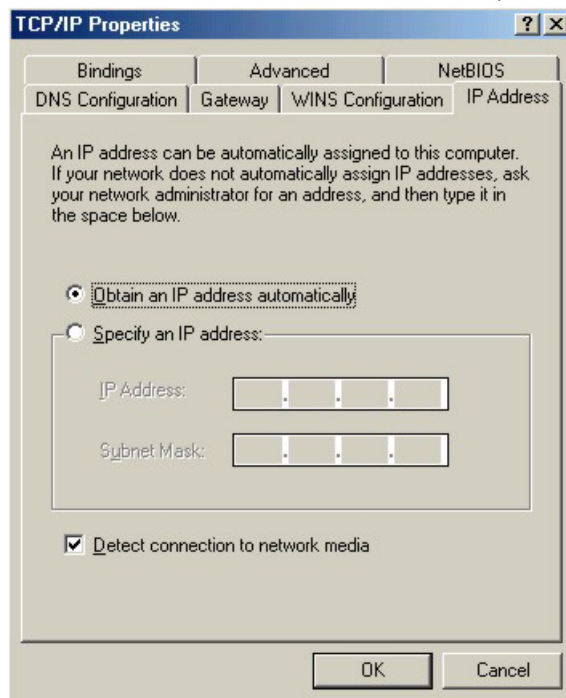 TCP/IP Properties
Bindings Advanced NetBIOS
DNS Configuration Gateway WINS Configuration IP Address
An IP address can be automatically assigned to this computer.
If your network does not automatically assign IP addresses, ask
your network administrator for an address, and then type it in
the space below.
Obtain an IP address automatically
Specify an IP address:
IP Address: . . .
Subnet Mask: . . .
Detect connection to network media
OK Cancel